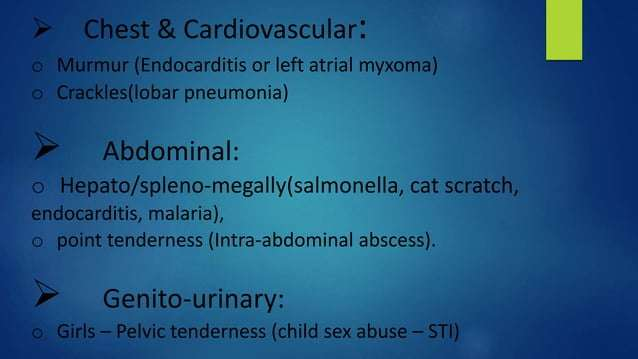 ➢ Chest & Cardiovascular:
o Murmur (Endocarditis or left atrial myxoma)
o Crackles(lobar pneumonia)
➢ Abdominal:
o Hepato/spleno-megally(salmonella, cat scratch,
endocarditis, malaria),
o point tenderness (Intra-abdominal abscess).
➢ Genito-urinary:
o Girls – Pelvic tenderness (child sex abuse – STI)